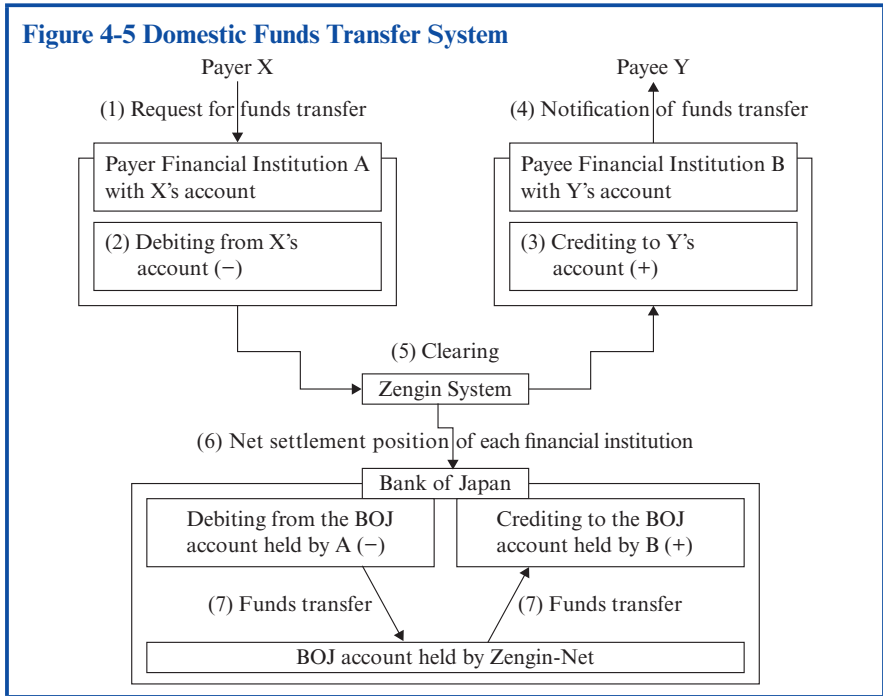 Figure 4-5 Domestic Funds Transfer System
Payer X
Payee Y
(1) Request for funds transfer
(4) Notification of funds transfer
Payer Financial Institution A
with X's account
Payee Financial Institution B
with Y's account
(2) Debiting from X's
account (−)
(3) Crediting to Y's
account (+)
(5) Clearing
Zengin System
(6) Net settlement position of each financial institution
Bank of Japan
Debiting from the BOJ
account held by A (−)
Crediting to the BOJ
account held by B (+)
(7) Funds transfer
(7) Funds transfer
BOJ account held by Zengin-Net